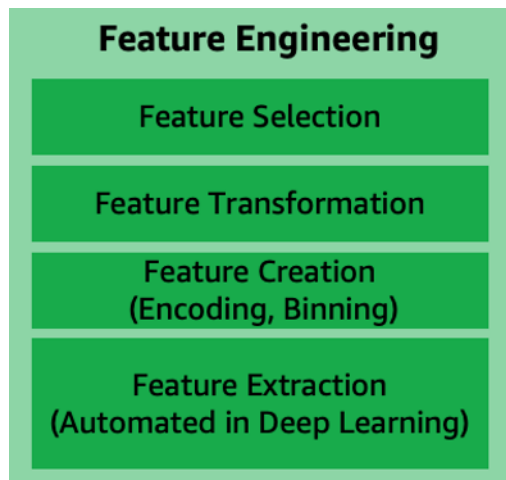 Feature Engineering
Feature Selection
Feature Transformation
Feature Creation
(Encoding, Binning)
Feature Extraction
(Automated in Deep Learning)